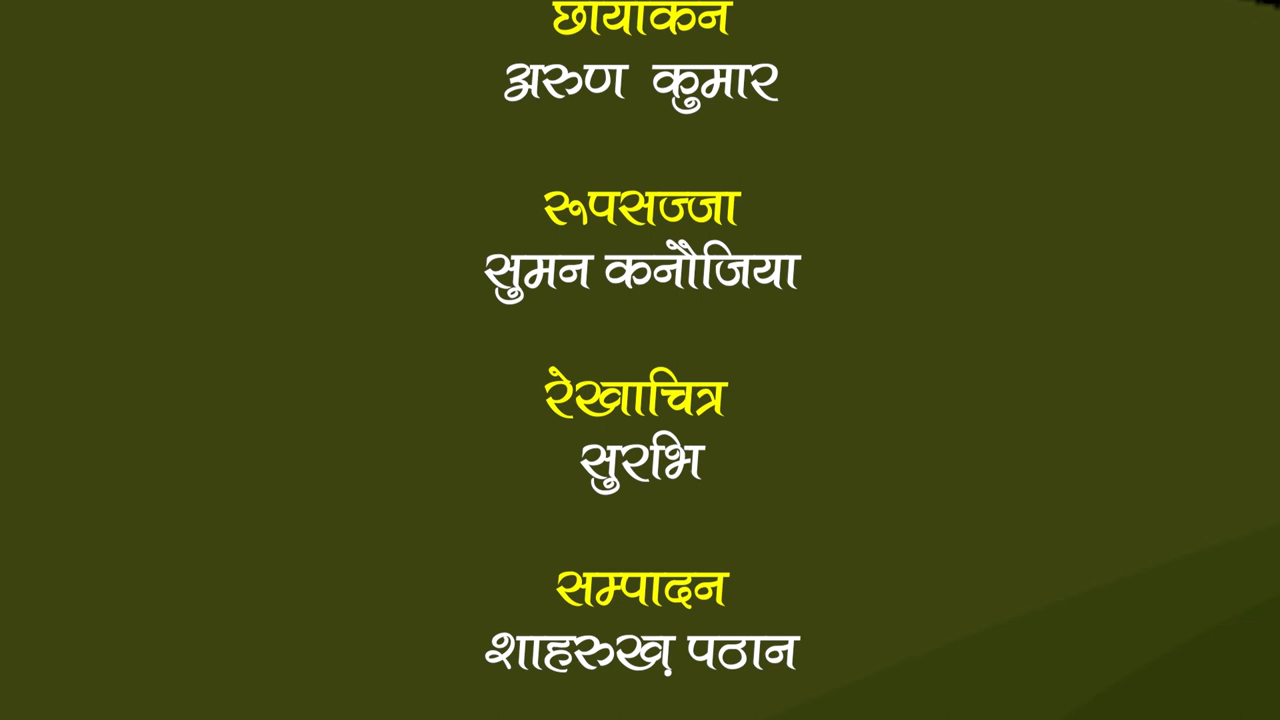 छायाकन
अरुण कुमार
रूपसज्जा
सुमन कनौजिया
रेखाचित्र
सुरभि
सम्पादन
शाहरुख़ पठान